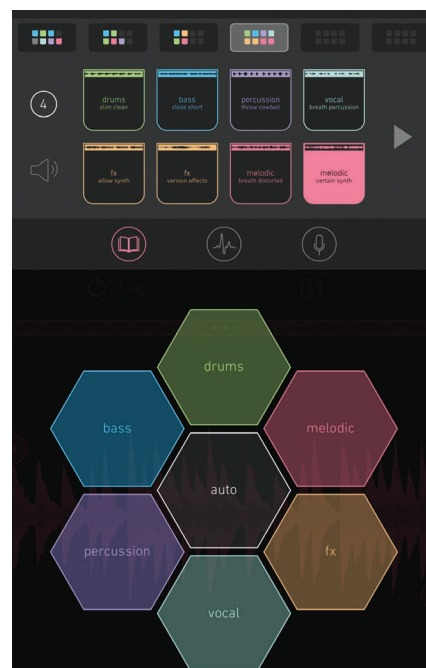 4
drums
slim clean
bass
close short
percussion
throw cowbell
vocal
breath percussion
fx
allow synth
fx
version effects
melodic
breath distorted
melodic
certain synth
drums
bass
melodic
auto
percussion
fx
vocal